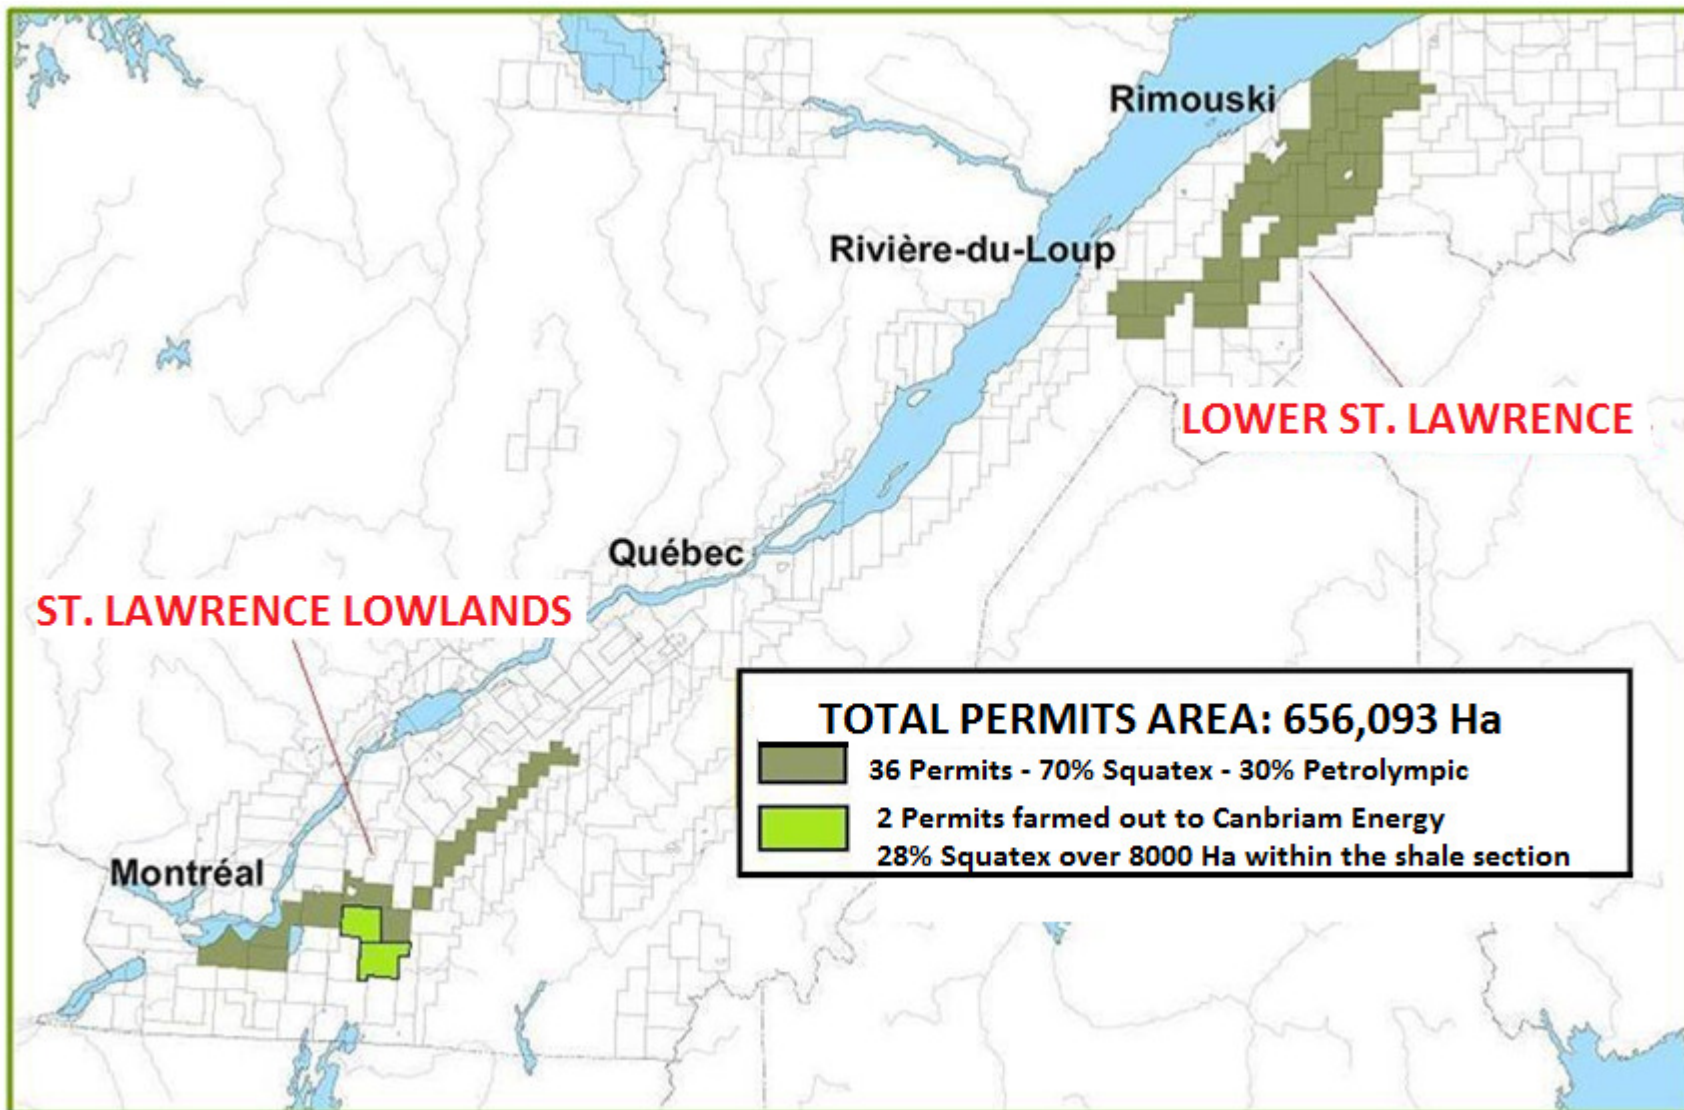 Rimouski
Rivière-du-Loup
LOWER ST. LAWRENCE
Québec
ST. LAWRENCE LOWLANDS
Montréal
TOTAL PERMITS AREA: 656,093 Ha
36 Permits - 70% Squatex - 30% Petrolympic
2 Permits farmed out to Canbriam Energy
28% Squatex over 8000 Ha within the shale section